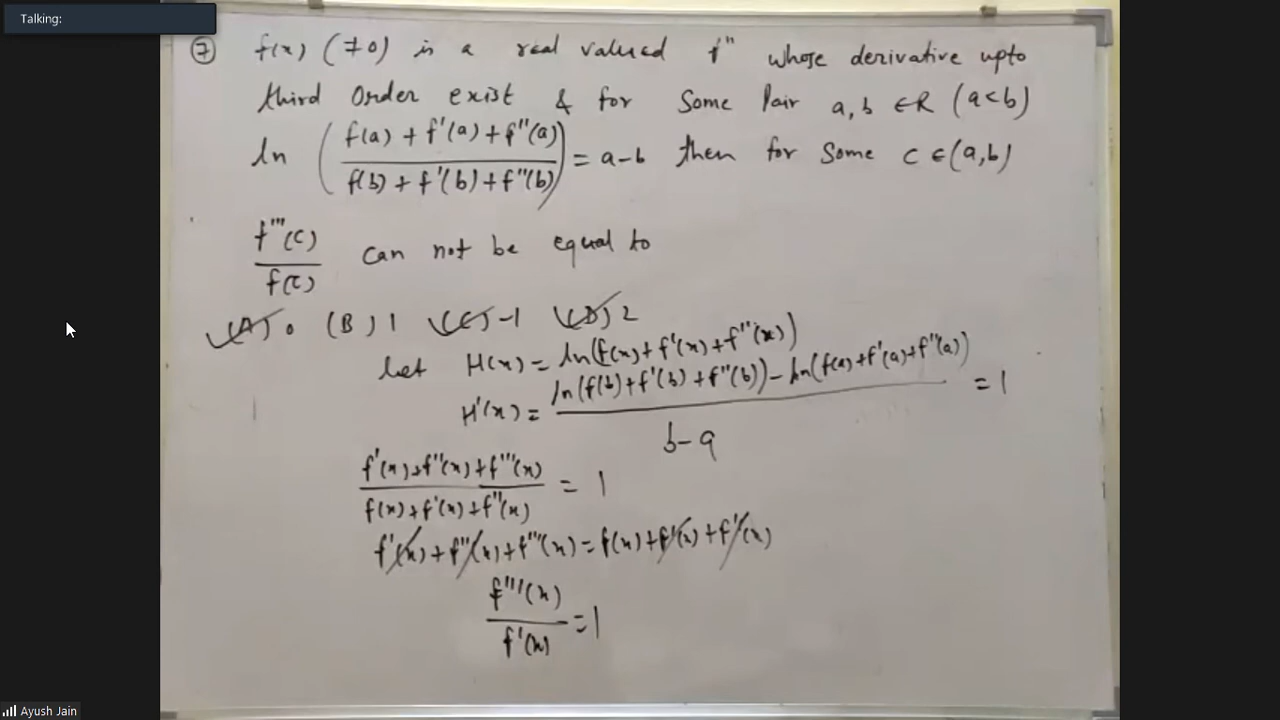 Talking:
⑦ f(x) (≠0) is a real valued fⁿ whose derivative upto
third Order exist & for Some Pair a, b ∈R (a<b)
ln ( f(a) + f'(a) + f''(a) / f(b) + f'(b) + f''(b) ) = a-b then for Some c ∈(a,b)
f'''(c) / f(c) can not be equal to
(A) 0 (B) 1 (C) -1 (D) 2
let H(x) = ln(f(x)+f'(x)+f''(x))
H'(x) = ln(f(b)+f'(b)+f''(b)) - ln(f(a)+f'(a)+f''(a)) / b-a = 1
f'(x)+f''(x)+f'''(x) / f(x)+f'(x)+f''(x) = 1
f'(x)+f''(x)+f'''(x) = f(x)+f'(x)+f''(x)
f'''(x) / f'(x) = 1
Ayush Jain